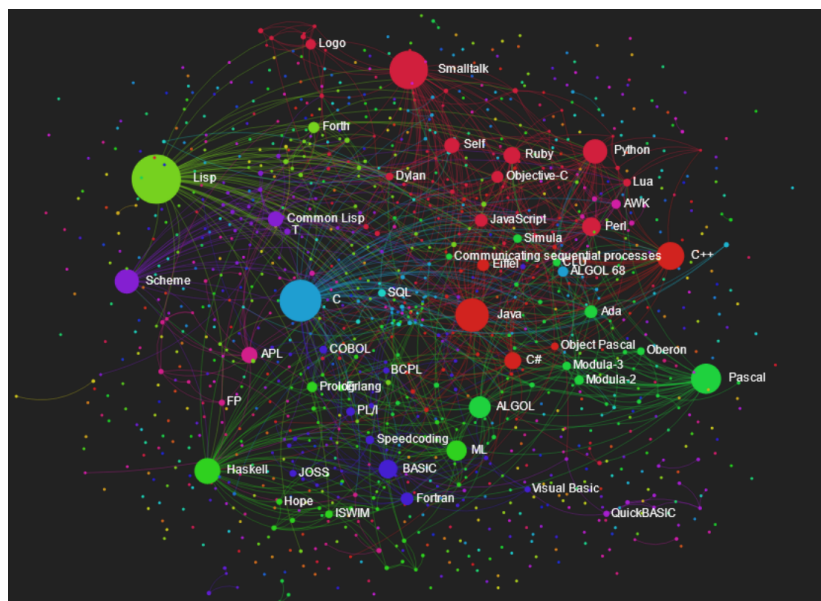 Logo
Smalltalk
Forth
Self
Ruby
Python
Lisp
Dylan
Objective-C
Lua
AWK
Common Lisp
JavaScript
Perl
T
Simula
Communicating sequential processes
C++
Eiffel
CLU
ALGOL 68
Scheme
SQL
C
Java
Ada
COBOL
Object Pascal
Oberon
APL
C#
Modula-3
BCPL
Pascal
Modula-2
Prolog
Erlang
FP
PL/I
ALGOL
Speedcoding
ML
Haskell
JOSS
BASIC
Visual Basic
Hope
Fortran
ISWIM
QuickBASIC